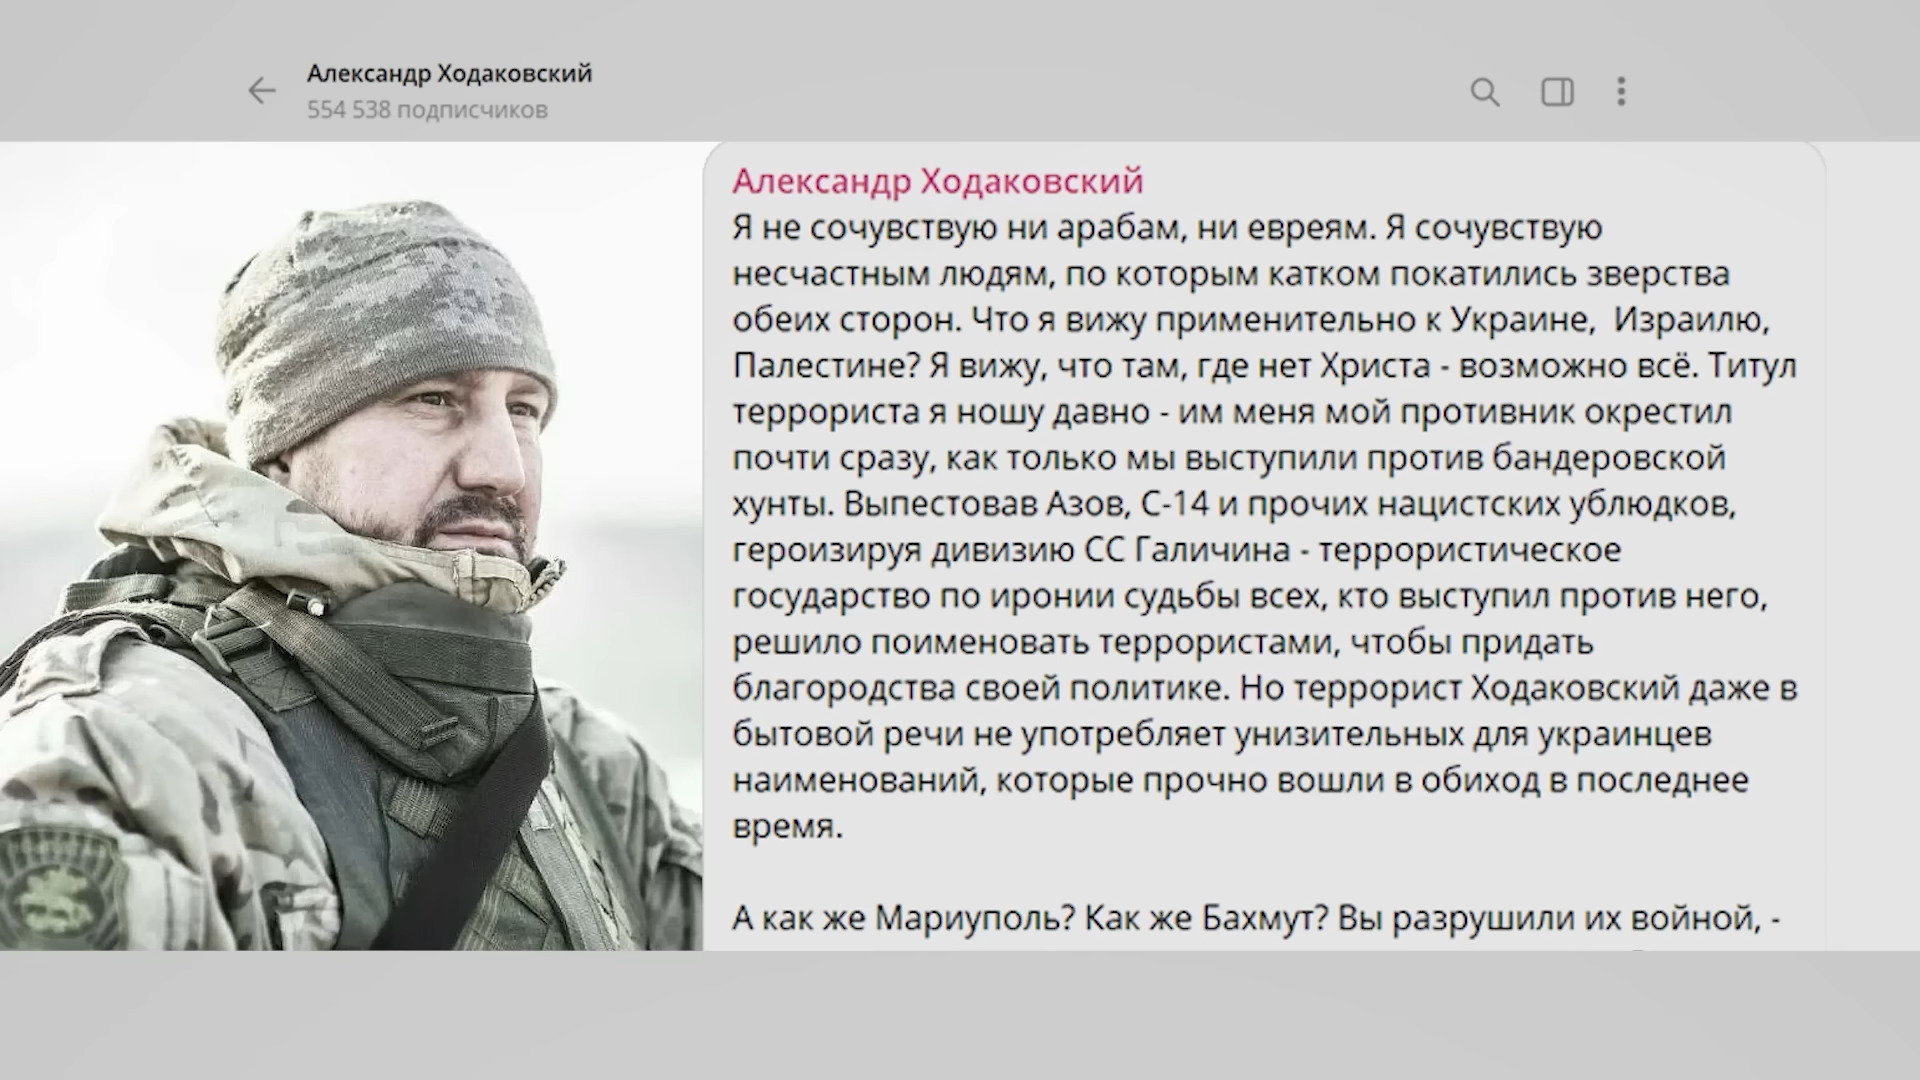 Александр Ходаковский
554 538 подписчиков
Александр Ходаковский
Я не сочувствую ни арабам, ни евреям. Я сочувствую
несчастным людям, по которым катком покатились зверства
обеих сторон. Что я вижу применительно к Украине,  Израилю,
Палестине? Я вижу, что там, где нет Христа - возможно всё. Титул
террориста я ношу давно - им меня мой противник окрестил
почти сразу, как только мы выступили против бандеровской
хунты. Выпестовав Азов, С-14 и прочих нацистских ублюдков,
героизируя дивизию СС Галичина - террористическое
государство по иронии судьбы всех, кто выступил против него,
решило поименовать террористами, чтобы придать
благородства своей политике. Но террорист Ходаковский даже в
бытовой речи не употребляет унизительных для украинцев
наименований, которые прочно вошли в обиход в последнее
время.
А как же Мариуполь? Как же Бахмут? Вы разрушили их войной, -